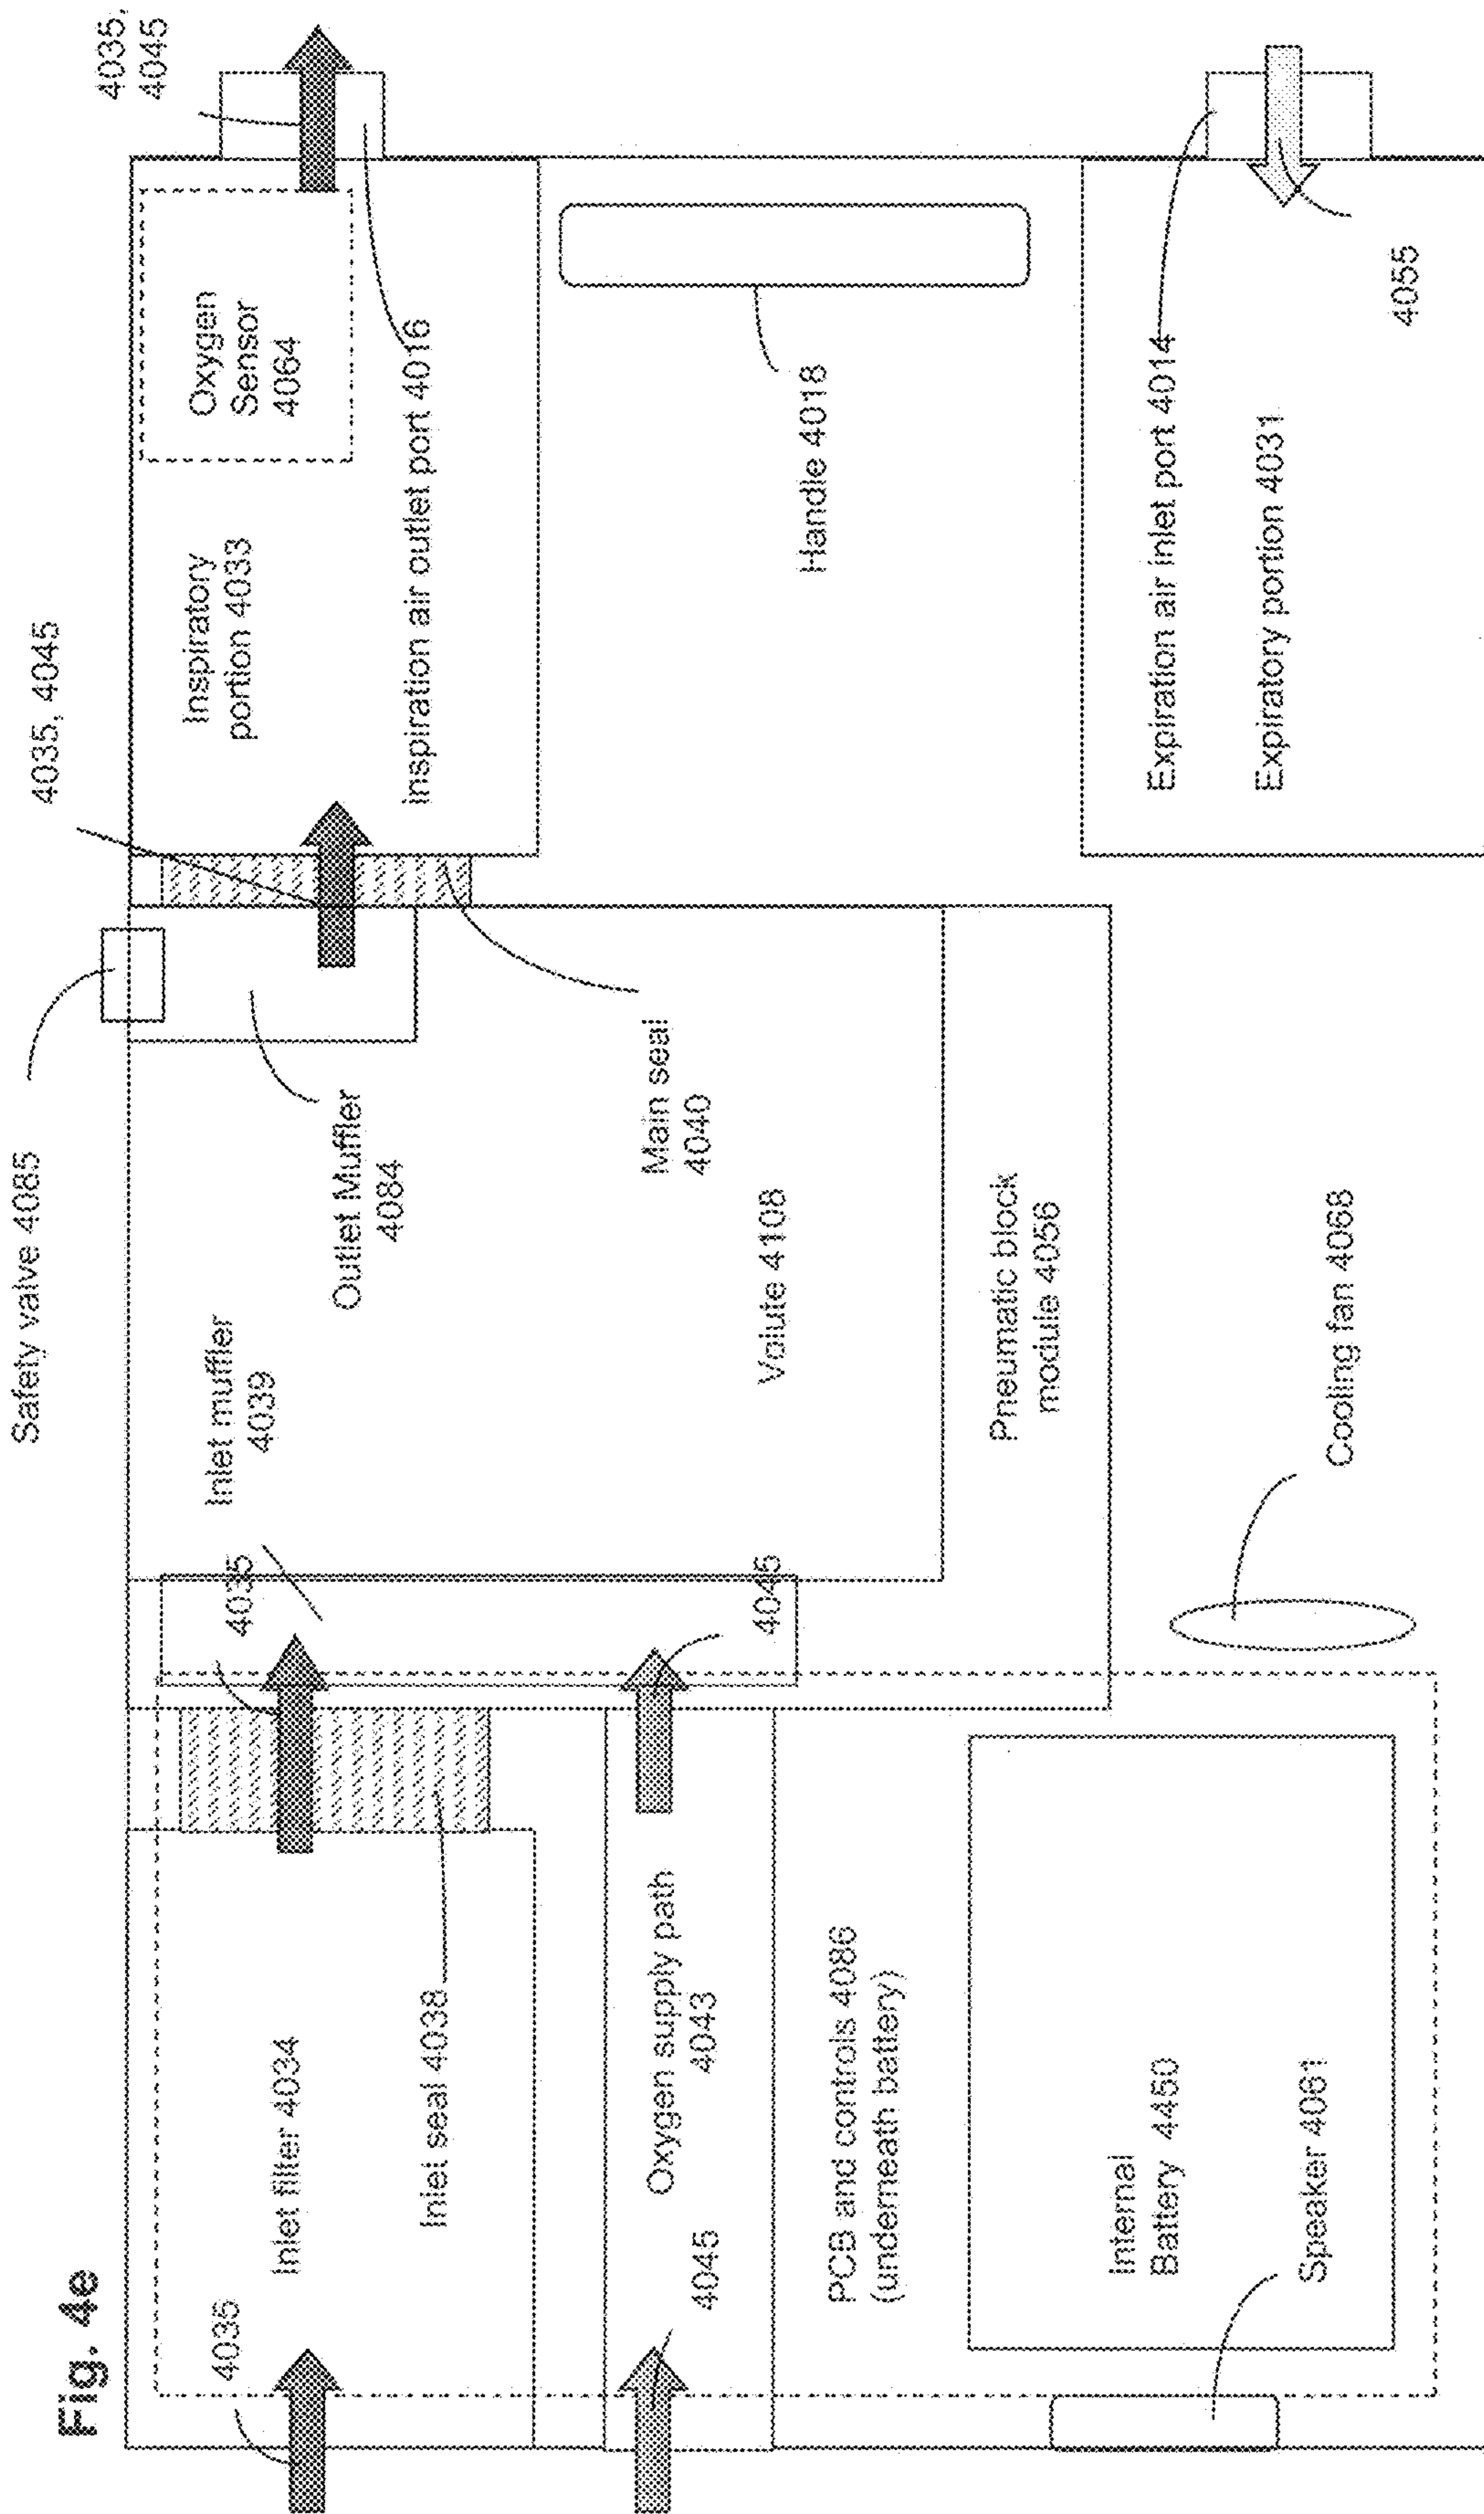 Fig. 4e
4035
Inlet filter 4034
Inlet seal 4038
4045
Oxygen supply path
4043
PCB and controls 4086
(underneath battery)
Internal
Battery 4450
Speaker 4061
4035
Inlet muffler
4039
4045
Safety valve 4085
Outlet Muffler
4084
Main seal
4040
Volute 4108
Pneumatic block
module 4056
Cooling fan 4068
4035, 4045
Inspiratory
portion 4033
Oxygen
Sensor
4064
Inspiration air outlet port 4016
4035,
4045
Handle 4018
Expiration air inlet port 4014
Expiratory portion 4031
4055